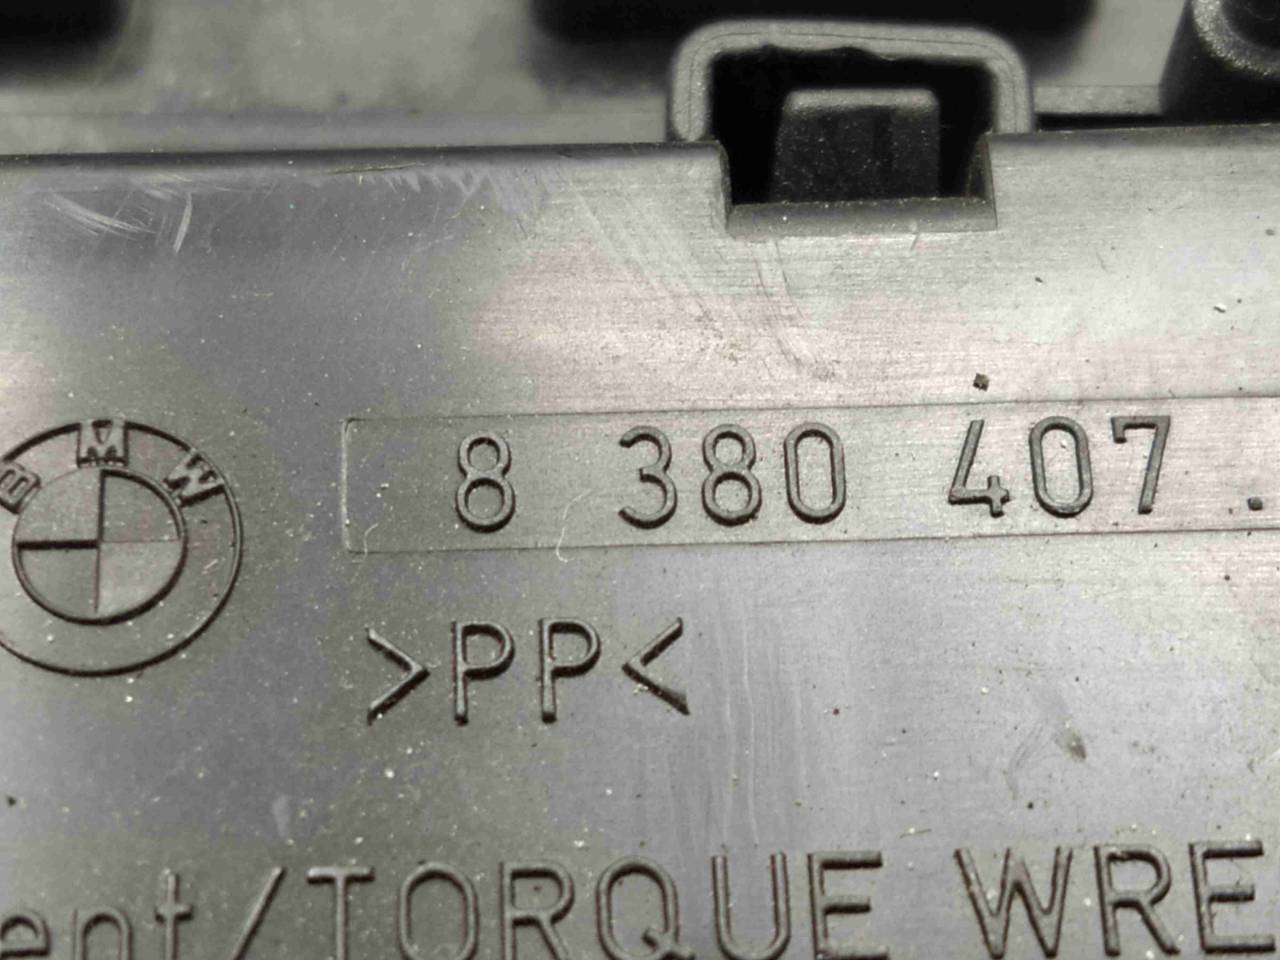 BMW
8 380 407 .
>PP<
ent/TORQUE WRE